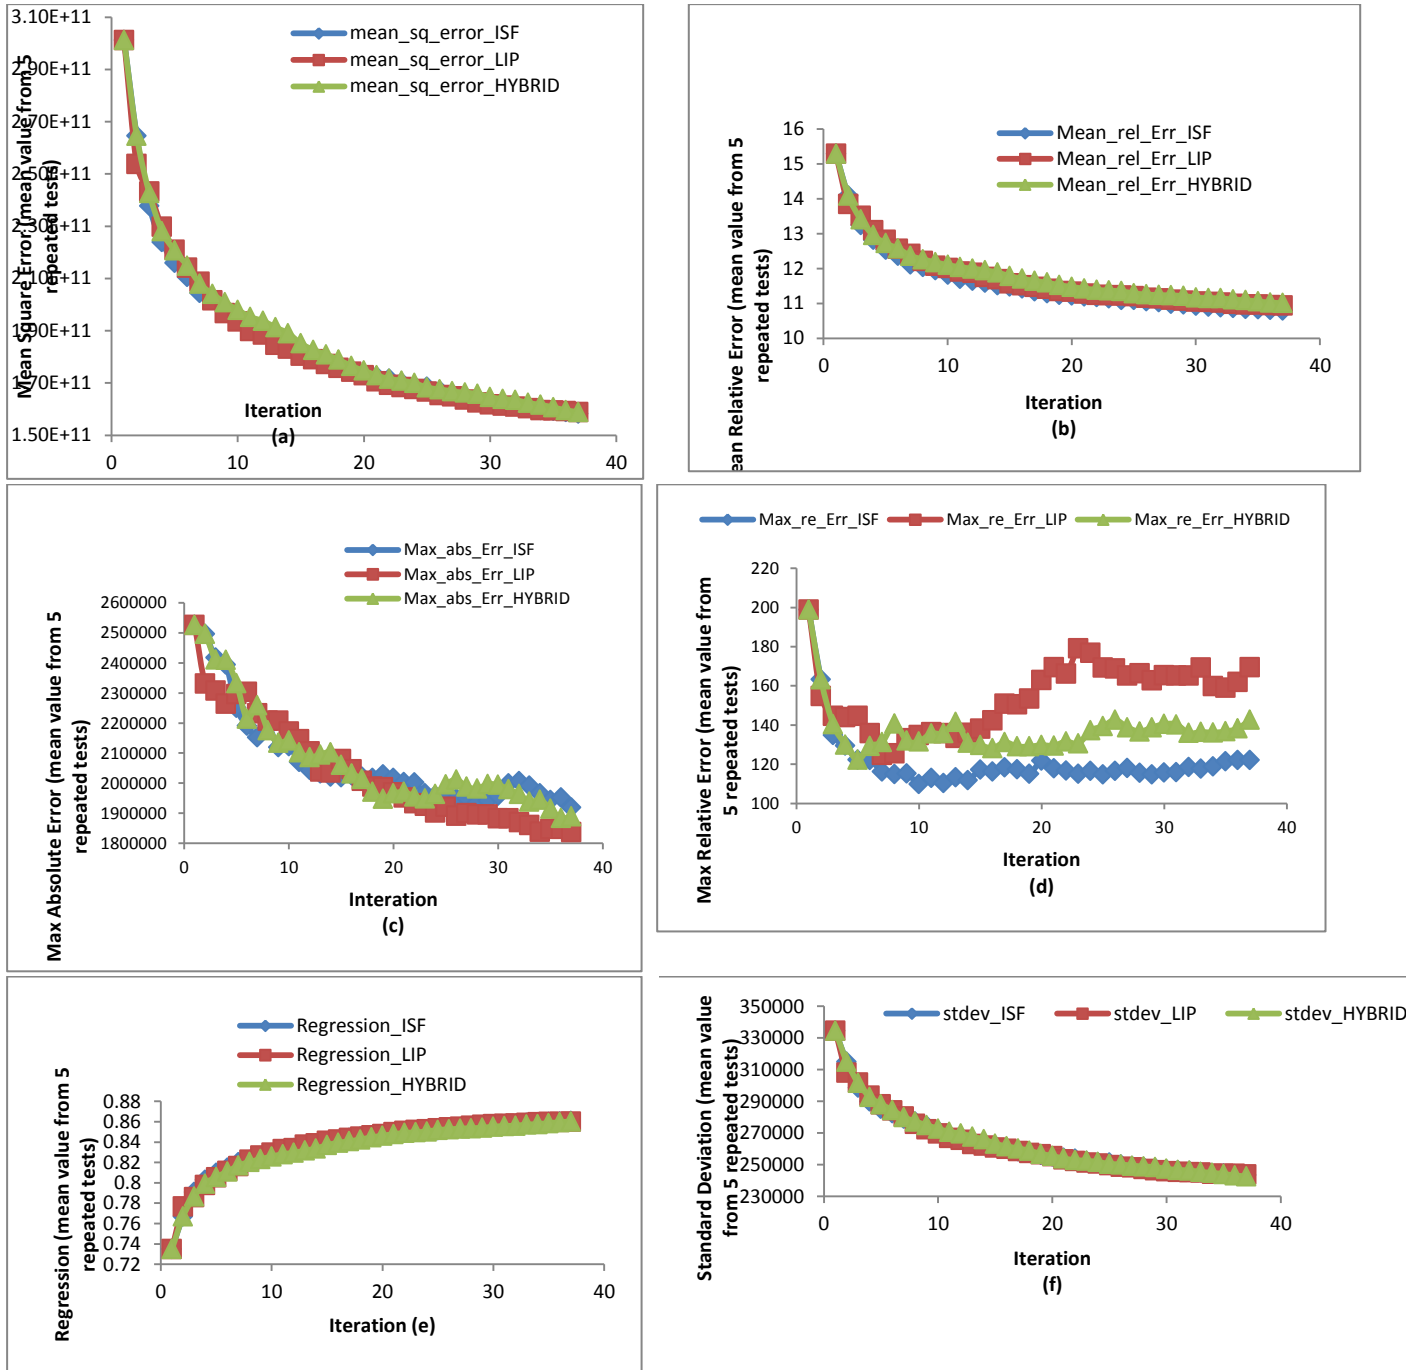 3.10E+11
2.90E+11
2.70E+11
2.50E+11
2.30E+11
2.10E+11
1.90E+11
1.70E+11
1.50E+11
Mean Square Error (mean value from 5
repeated tests)
mean_sq_error_ISF
mean_sq_error_LIP
mean_sq_error_HYBRID
0 10 20 30 40
Iteration
(a)
16
15
14
13
12
11
10
ean Relative Error (mean value from 5
repeated tests)
Mean_rel_Err_ISF
Mean_rel_Err_LIP
Mean_rel_Err_HYBRID
0 10 20 30 40
Iteration
(b)
Max_abs_Err_ISF
Max_abs_Err_LIP
Max_abs_Err_HYBRID
2600000
2500000
2400000
2300000
2200000
2100000
2000000
1900000
1800000
Max Absolute Error (mean value from 5
repeated tests)
0 10 20 30 40
Interation
(c)
Max_re_Err_ISF Max_re_Err_LIP Max_re_Err_HYBRID
220
200
180
160
140
120
100
Max Relative Error (mean value from
5 repeated tests)
0 10 20 30 40
Iteration
(d)
Regression_ISF
Regression_LIP
Regression_HYBRID
0.88
0.86
0.84
0.82
0.8
0.78
0.76
0.74
0.72
Regression (mean value from 5
repeated tests)
0 10 20 30 40
Iteration (e)
stdev_ISF stdev_LIP stdev_HYBRID
350000
330000
310000
290000
270000
250000
230000
Standard Deviation (mean value
from 5 repeated tests)
0 10 20 30 40
Iteration
(f)